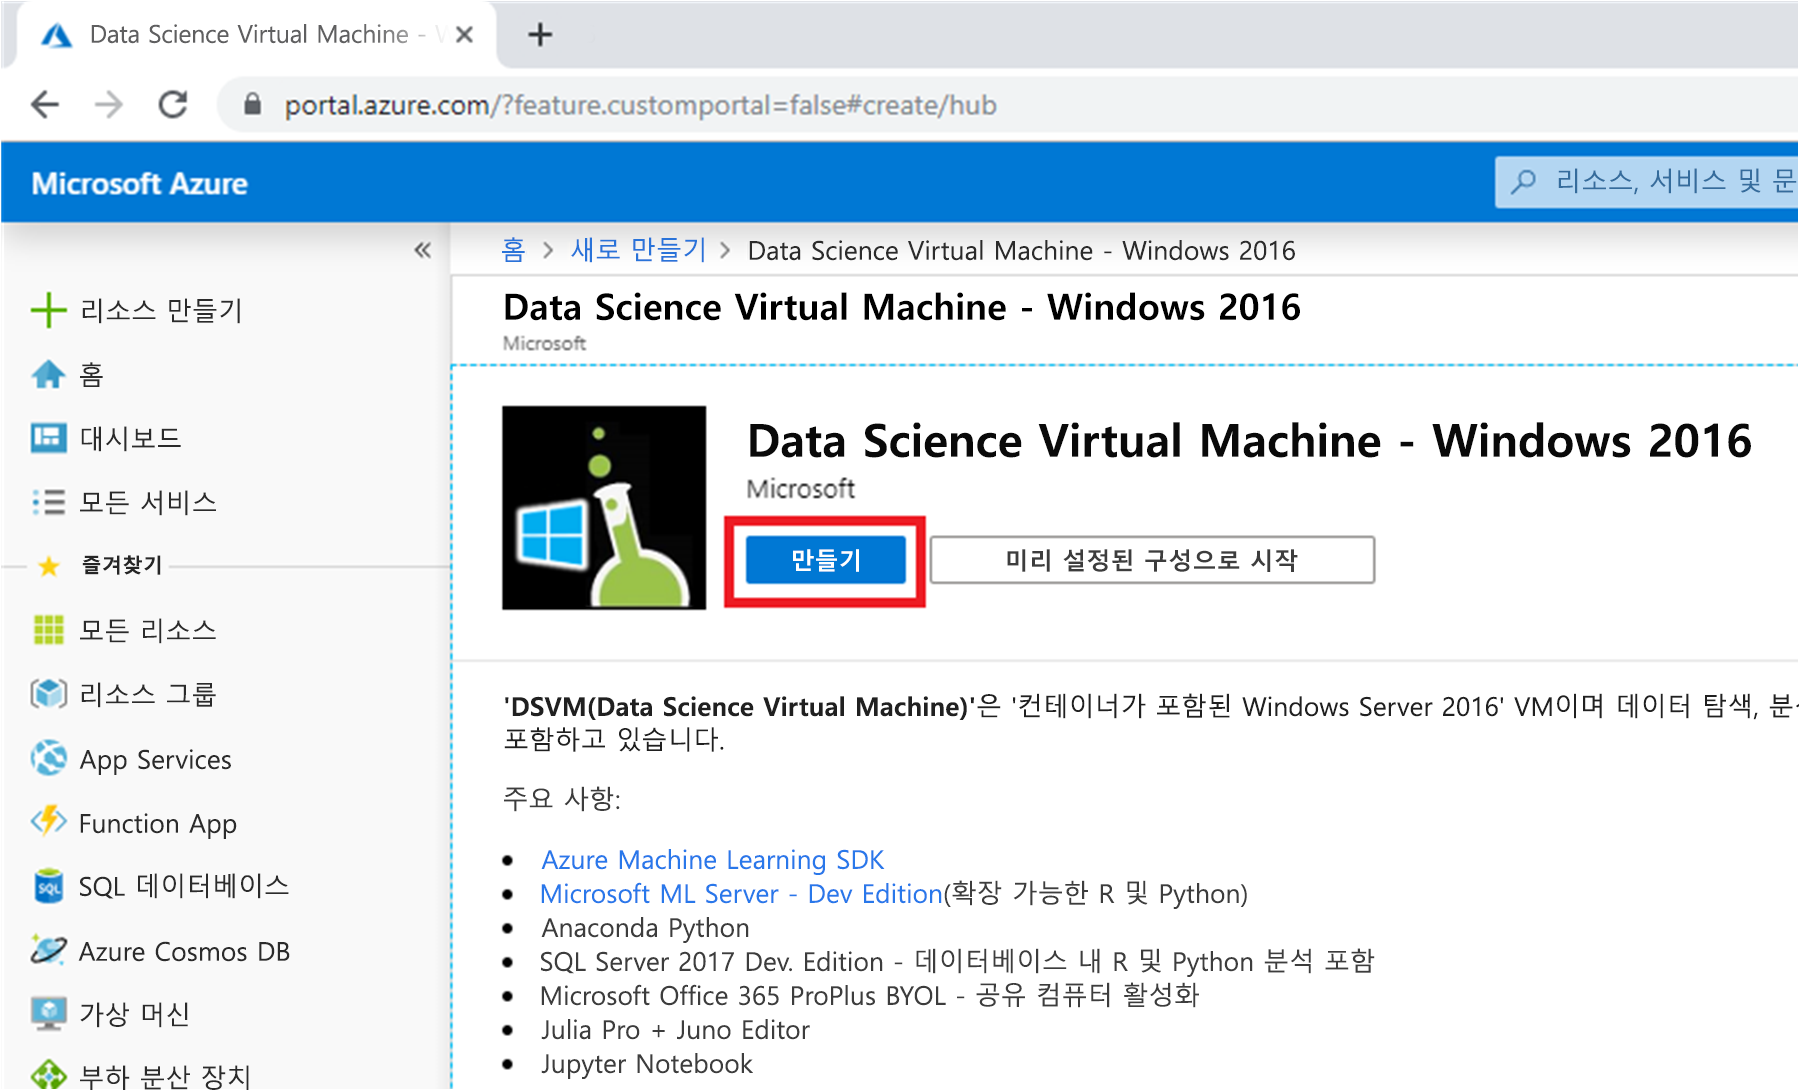 Data Science Virtual Machine - W
portal.azure.com/?feature.customportal=false#create/hub
Microsoft Azure
리소스, 서비스 및 문
홈 > 새로 만들기 > Data Science Virtual Machine - Windows 2016
Data Science Virtual Machine - Windows 2016
Microsoft
리소스 만들기
홈
대시보드
모든 서비스
즐겨찾기
모든 리소스
리소스 그룹
App Services
Function App
SQL 데이터베이스
Azure Cosmos DB
가상 머신
부하 분산 장치
Data Science Virtual Machine - Windows 2016
Microsoft
만들기
미리 설정된 구성으로 시작
'DSVM(Data Science Virtual Machine)'은 '컨테이너가 포함된 Windows Server 2016' VM이며 데이터 탐색, 분
포함하고 있습니다.
주요 사항:
• Azure Machine Learning SDK
• Microsoft ML Server - Dev Edition(확장 가능한 R 및 Python)
• Anaconda Python
• SQL Server 2017 Dev. Edition - 데이터베이스 내 R 및 Python 분석 포함
• Microsoft Office 365 ProPlus BYOL - 공유 컴퓨터 활성화
• Julia Pro + Juno Editor
• Jupyter Notebook